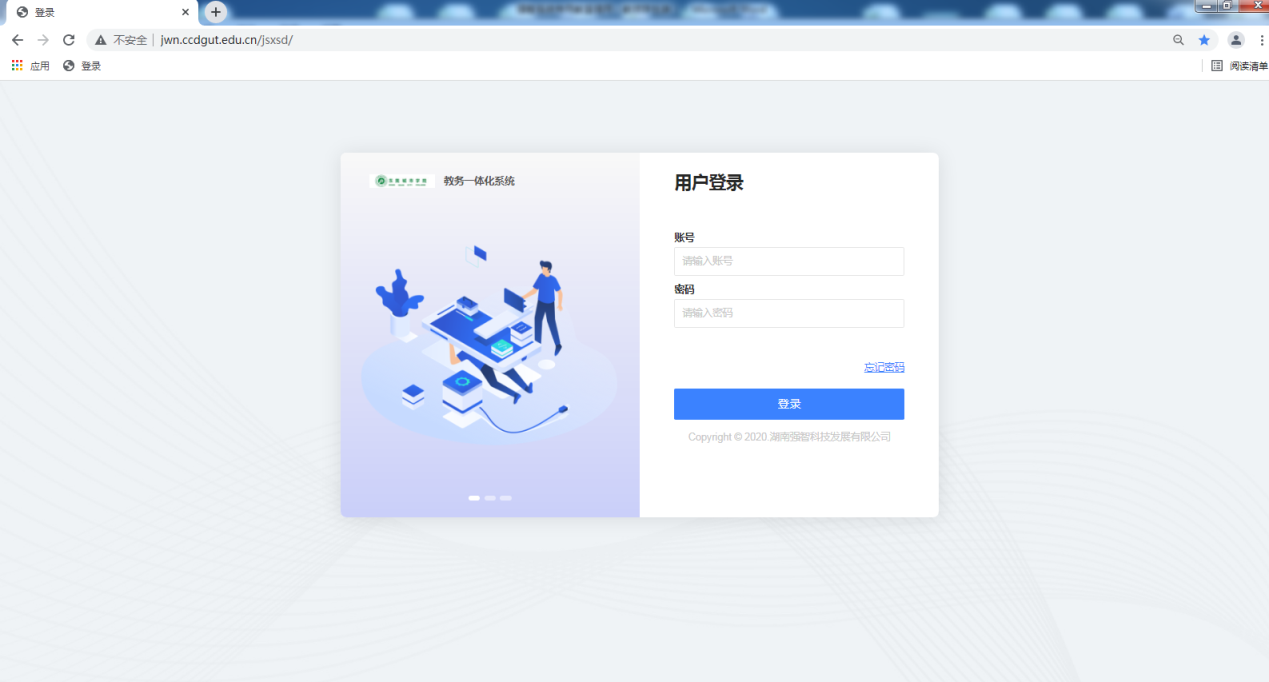 登录
不安全 jwn.ccdgut.edu.cn/jsxsd/
应用 登录 阅读清单
教务一体化系统
用户登录
账号
请输入账号
密码
请输入密码
忘记密码
登录
Copyright © 2020 湖南强智科技发展有限公司